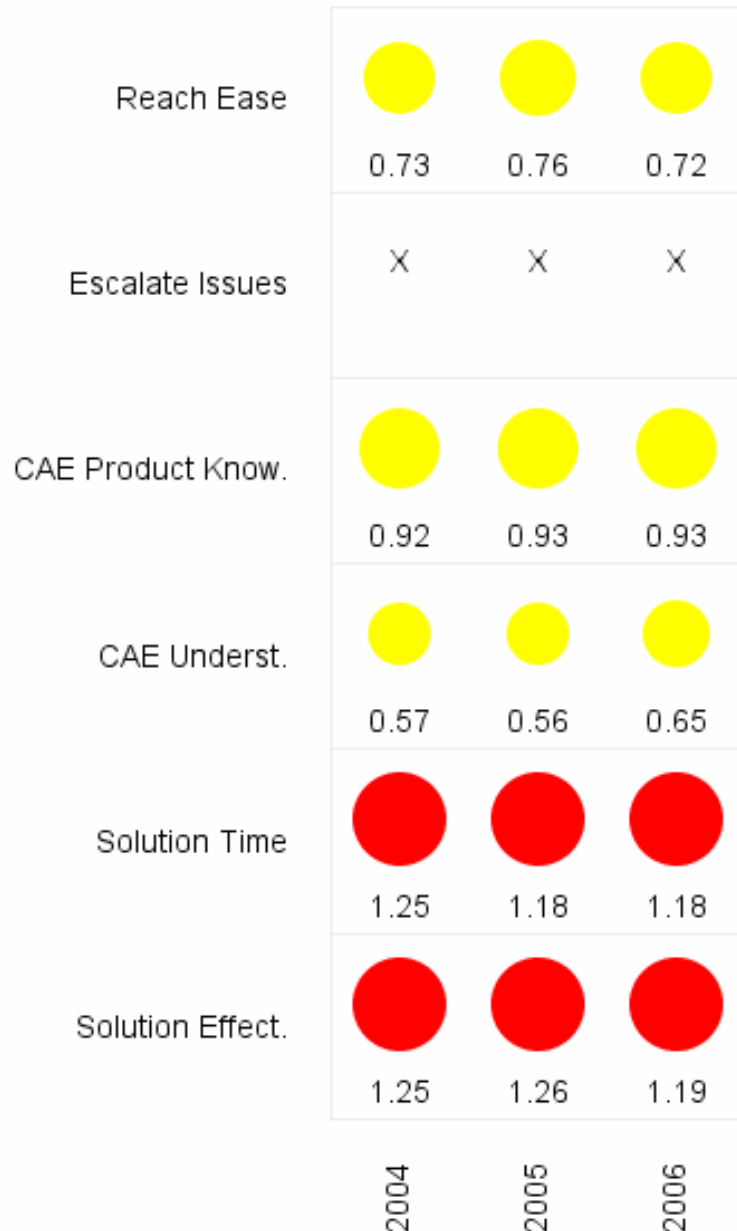 Reach Ease
0.73 0.76 0.72
Escalate Issues
X X X
CAE Product Know.
0.92 0.93 0.93
CAE Underst.
0.57 0.56 0.65
Solution Time
1.25 1.18 1.18
Solution Effect.
1.25 1.26 1.19
2004 2005 2006